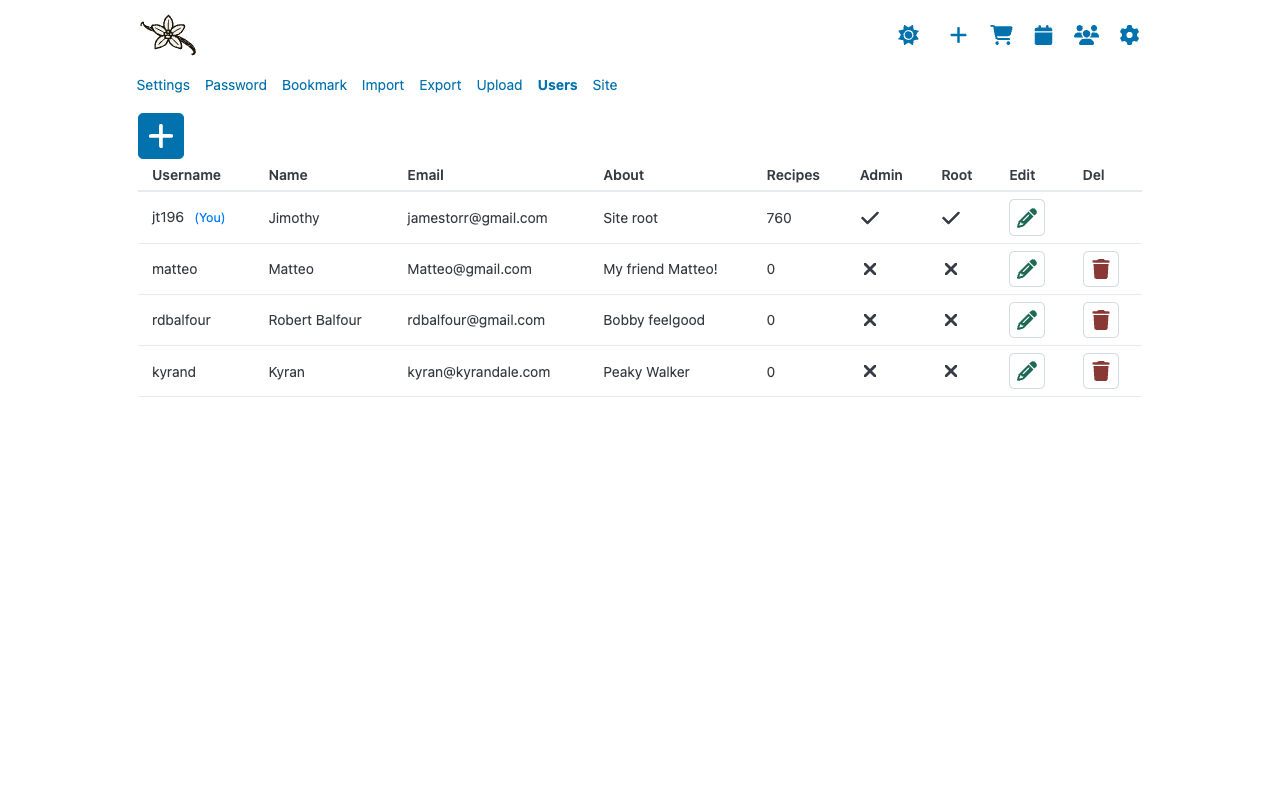 Settings Password Bookmark Import Export Upload Users Site
Username Name Email About Recipes Admin Root Edit Del
jt196 (You) Jimothy jamestorr@gmail.com Site root 760
matteo Matteo Matteo@gmail.com My friend Matteo! 0
rdbalfour Robert Balfour rdbalfour@gmail.com Bobby feelgood 0
kyrand Kyran kyran@kyrandale.com Peaky Walker 0